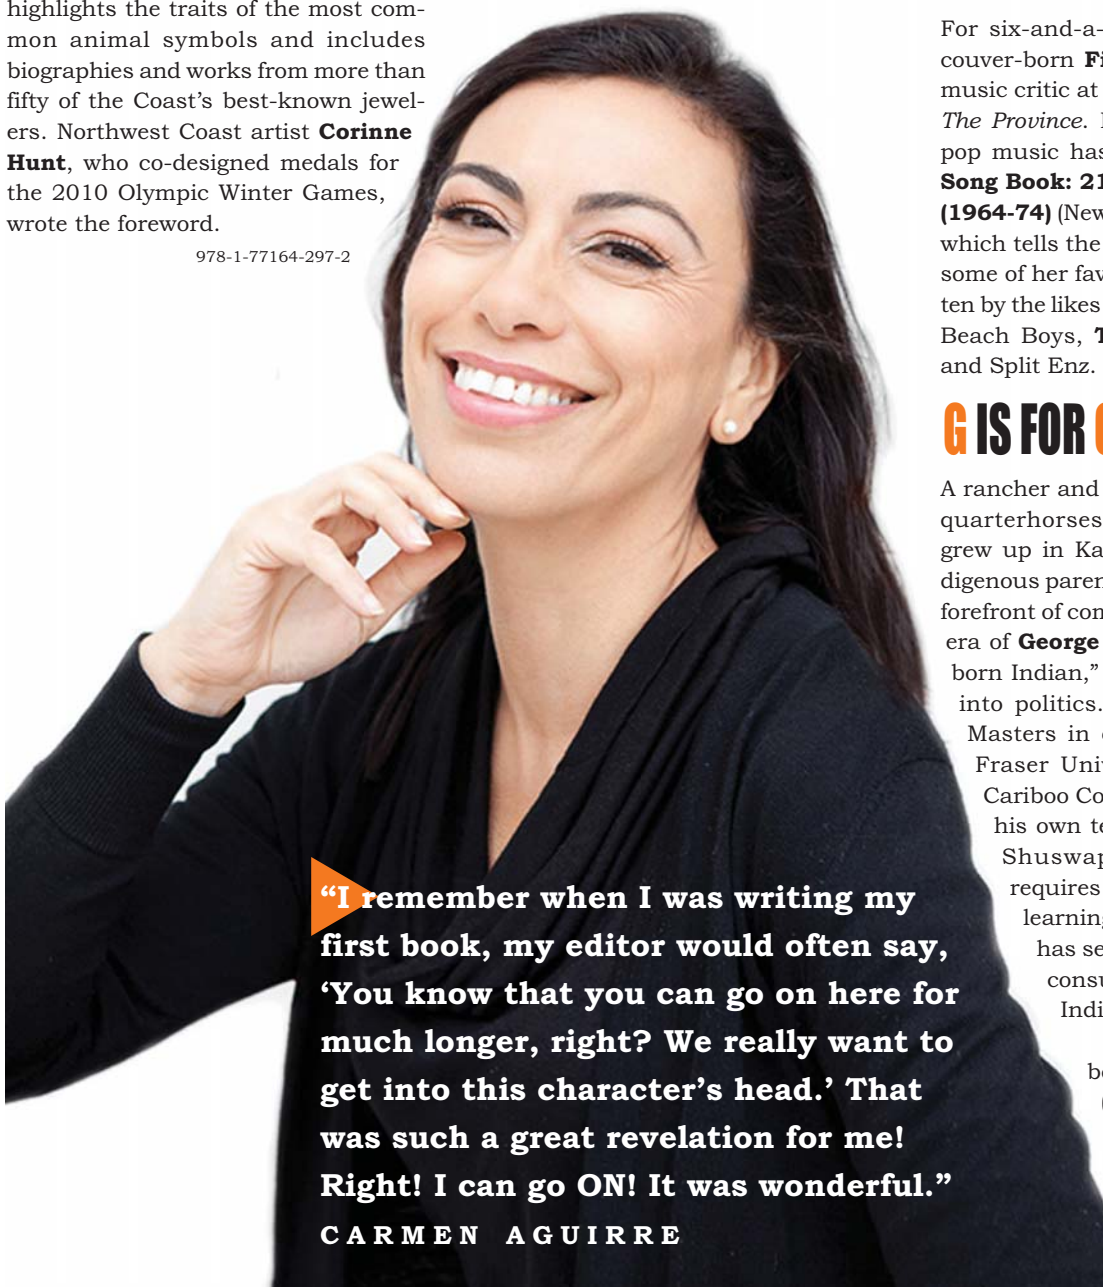 highlights the traits of the most com-
mon animal symbols and includes
biographies and works from more than
fifty of the Coast's best-known jewel-
ers. Northwest Coast artist Corinne
Hunt, who co-designed medals for
the 2010 Olympic Winter Games,
wrote the foreword.
978-1-77164-297-2
“I remember when I was writing my
first book, my editor would often say,
‘You know that you can go on here for
much longer, right? We really want to
get into this character’s head.’ That
was such a great revelation for me!
Right! I can go ON! It was wonderful.”
CARMEN AGUIRRE
For six-and-a-
couver-born
music critic at
The Province.
pop music has
Song Book: 21
(1964-74) (New
which tells the
some of her fav
ten by the likes
Beach Boys,
and Split Enz.
G IS FOR
A rancher and
quarterhorses
grew up in Ka
digenous paren
forefront of con
era of George
born Indian,”
into politics.
Masters in
Fraser Univ
Cariboo Co
his own te
Shuswap
requires
learning
has se
consu
Indi